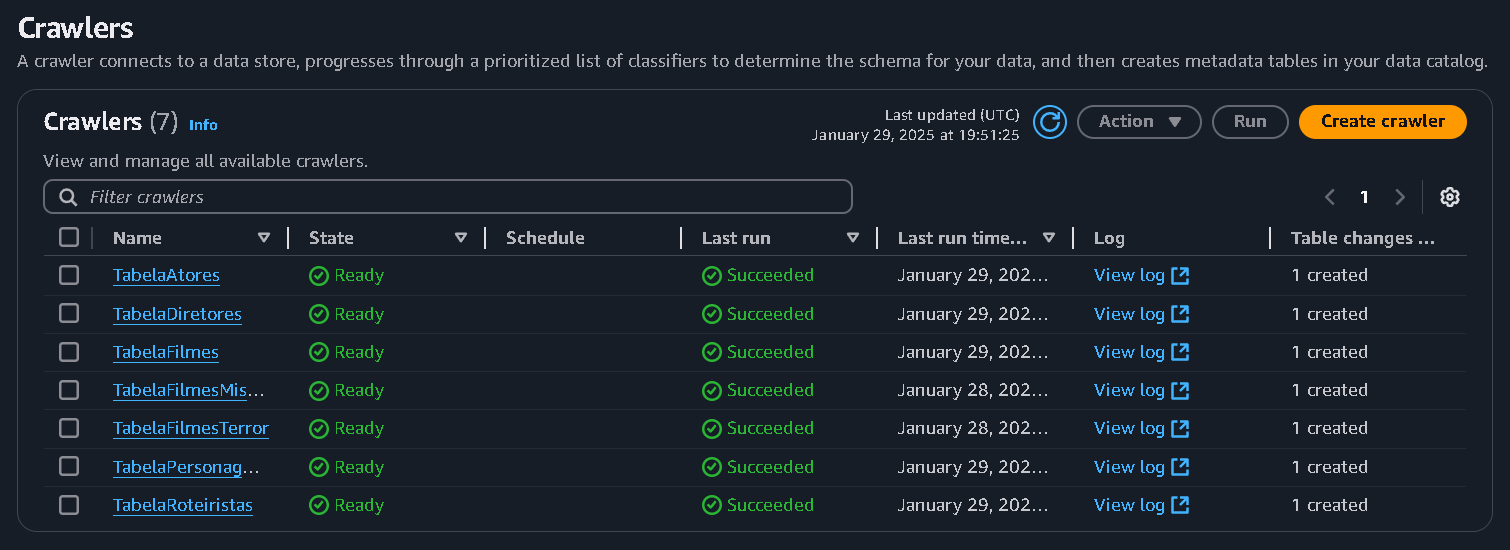 Crawlers
A crawler connects to a data store, progresses through a prioritized list of classifiers to determine the schema for your data, and then creates metadata tables in your data catalog.
Crawlers (7) Info
Last updated (UTC)
January 29, 2025 at 19:51:25
Action
Run
Create crawler
View and manage all available crawlers.
Filter crawlers
1
Name State Schedule Last run Last run time... Log Table changes ...
TabelaAtores Ready Succeeded January 29, 202... View log 1 created
TabelaDiretores Ready Succeeded January 29, 202... View log 1 created
TabelaFilmes Ready Succeeded January 29, 202... View log 1 created
TabelaFilmesMis... Ready Succeeded January 28, 202... View log 1 created
TabelaFilmesTerror Ready Succeeded January 28, 202... View log 1 created
TabelaPersonag... Ready Succeeded January 29, 202... View log 1 created
TabelaRoteiristas Ready Succeeded January 29, 202... View log 1 created